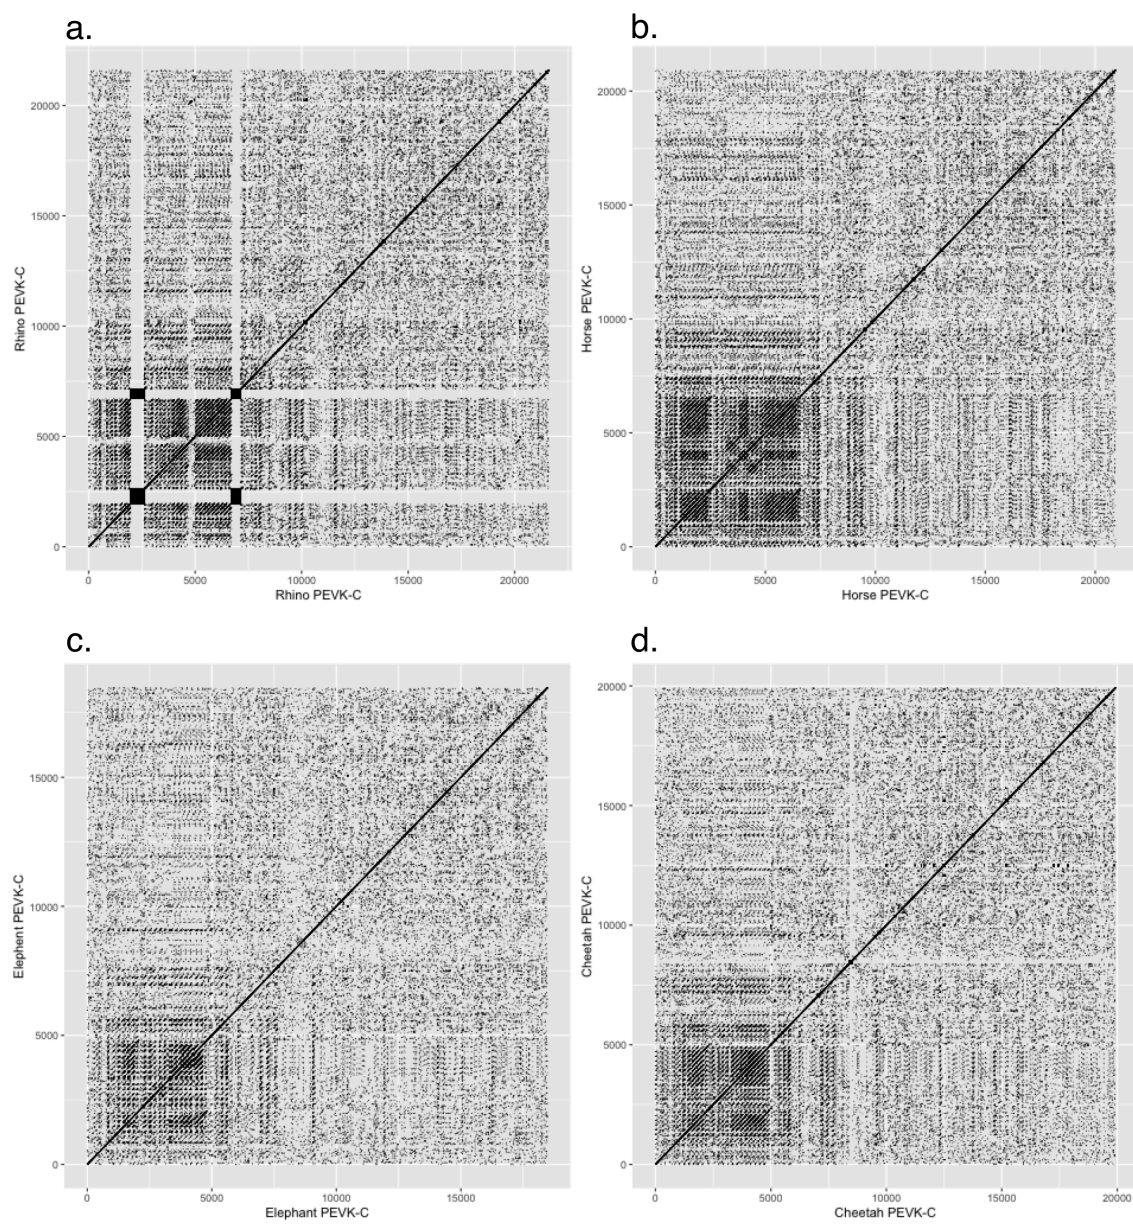 a.
b.
20000
15000
10000
5000
0
Rhino PEVK-C
0 5000 10000 15000 20000
Rhino PEVK-C
20000
15000
10000
5000
0
Horse PEVK-C
0 5000 10000 15000 20000
Horse PEVK-C
c.
d.
15000
10000
5000
0
Elephent PEVK-C
0 5000 10000 15000
Elephant PEVK-C
20000
15000
10000
5000
0
Cheetah PEVK-C
0 5000 10000 15000 20000
Cheetah PEVK-C